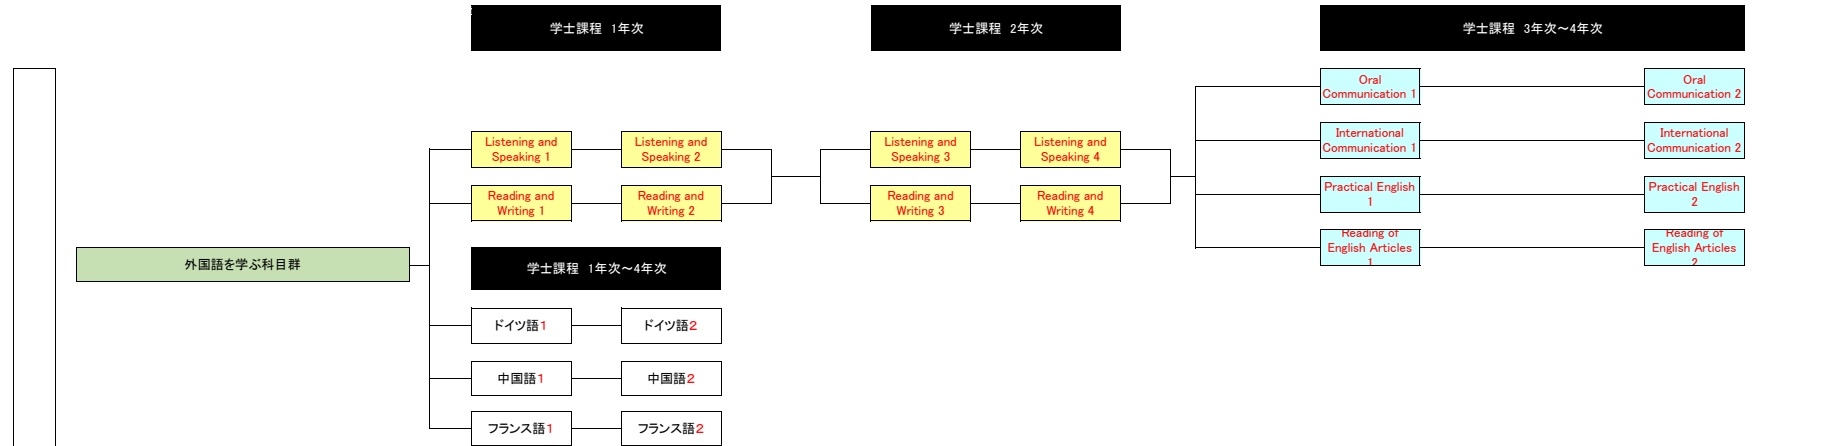 学士課程 1年次
学士課程 2年次
学士課程 3年次～4年次
Oral
Communication 1
Oral
Communication 2
Listening and
Speaking 1
Listening and
Speaking 2
Listening and
Speaking 3
Listening and
Speaking 4
International
Communication 1
International
Communication 2
Reading and
Writing 1
Reading and
Writing 2
Reading and
Writing 3
Reading and
Writing 4
Practical English
1
Practical English
2
外国語を学ぶ科目群
学士課程 1年次～4年次
Reading of
English Articles
1
Reading of
English Articles
2
ドイツ語1
ドイツ語2
中国語1
中国語2
フランス語1
フランス語2